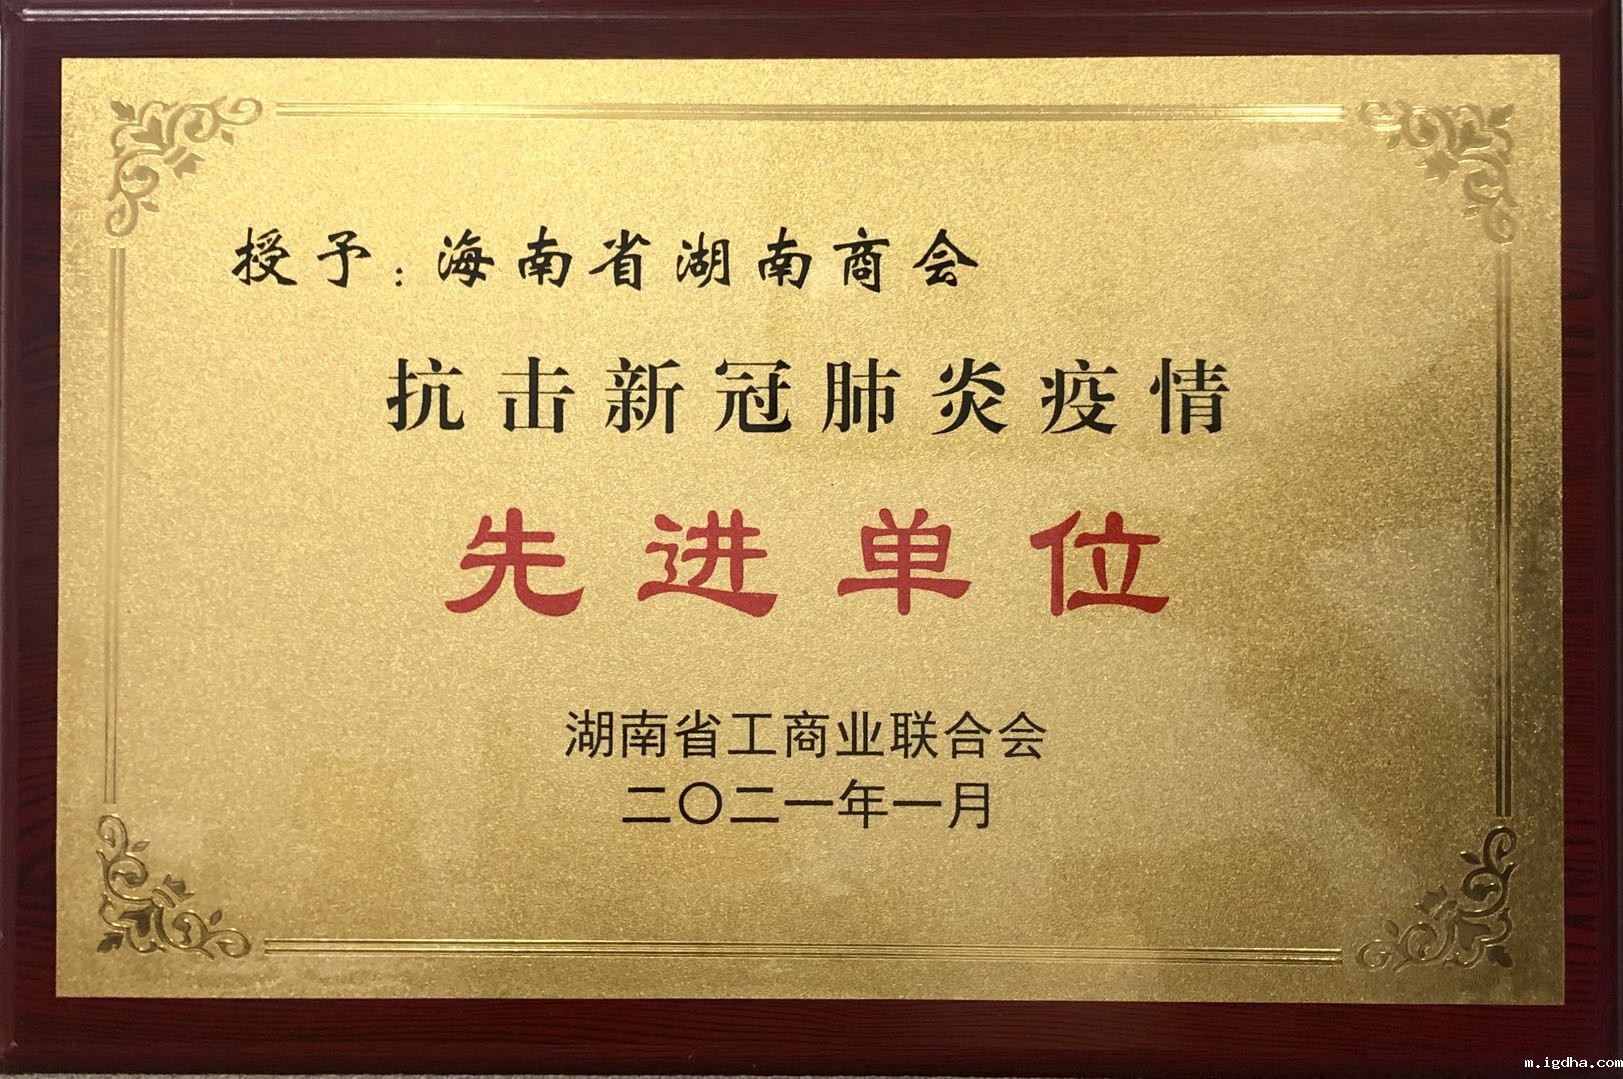 授予：海南省湖南商会
抗击新冠肺炎疫情
先进单位
湖南省工商业联合会
二〇二一年一月
m.igdha.com